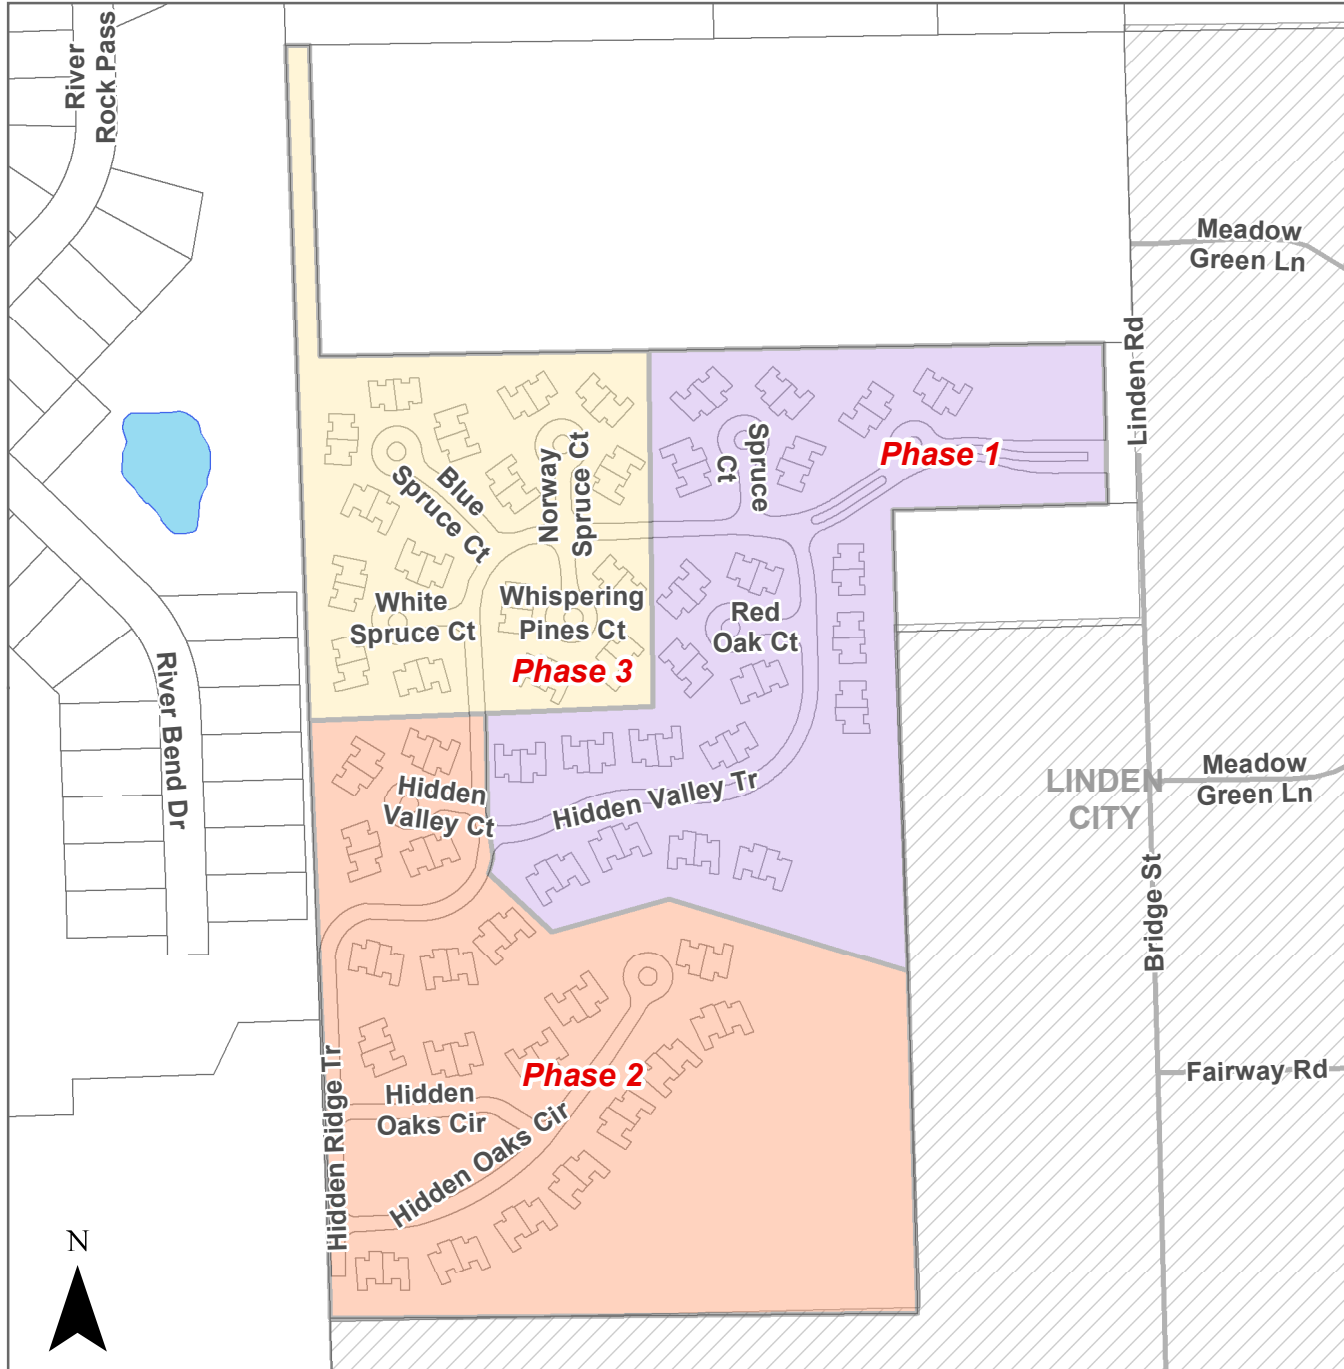 River
Rock Pass
Meadow
Green Ln
Linden Rd
Spruce
Ct
Phase 1
Blue
Spruce Ct
Norway
Spruce Ct
White
Spruce Ct
Whispering
Pines Ct
Red
Oak Ct
Phase 3
River Bend Dr
Hidden
Valley Ct
Hidden Valley Tr
LINDEN
CITY
Meadow
Green Ln
Bridge St
Phase 2
Fairway Rd
Hidden
Oaks Cir
Hidden Oaks Cir
Hidden Ridge Tr
N